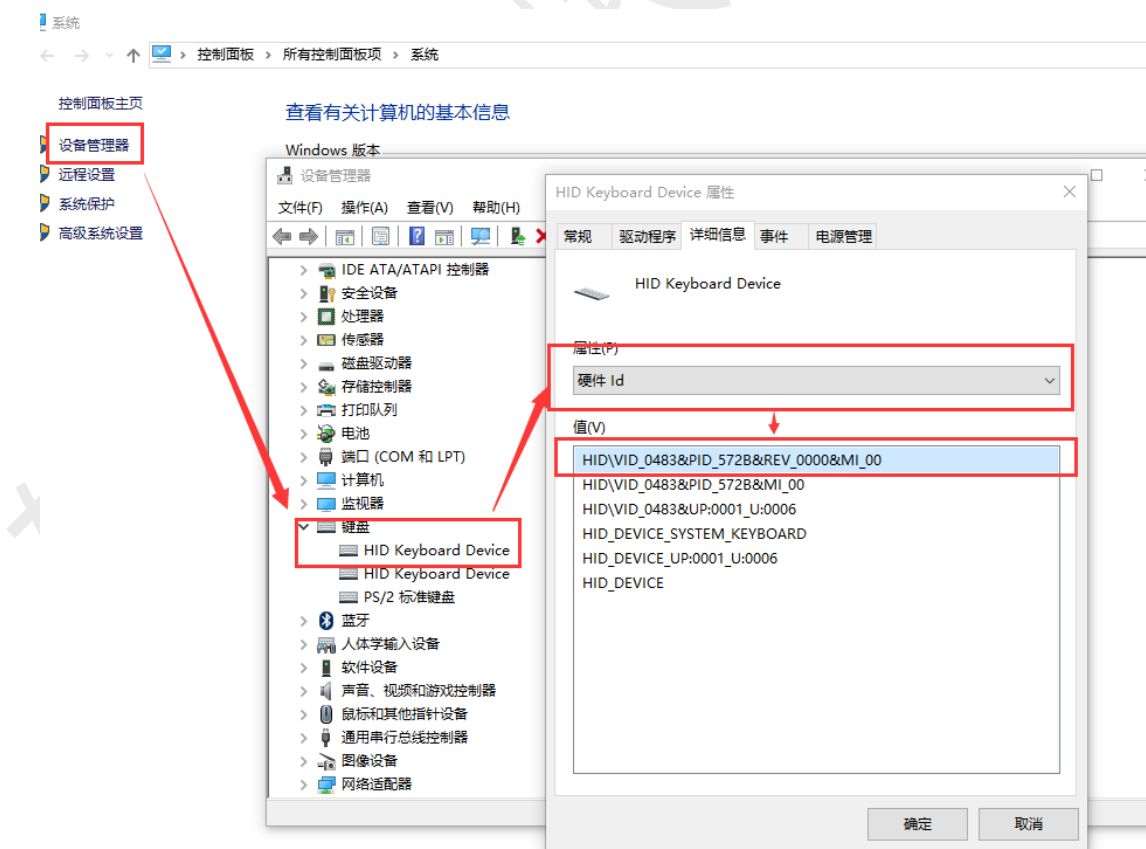 系统
控制面板 › 所有控制面板项 › 系统
控制面板主页
设备管理器
远程设置
系统保护
高级系统设置
查看有关计算机的基本信息
Windows 版本
设备管理器
文件(F) 操作(A) 查看(V) 帮助(H)
IDE ATA/ATAPI 控制器
安全设备
处理器
传感器
磁盘驱动器
存储控制器
打印队列
电池
端口 (COM 和 LPT)
计算机
监视器
键盘
HID Keyboard Device
HID Keyboard Device
PS/2 标准键盘
蓝牙
人体学输入设备
软件设备
声音、视频和游戏控制器
鼠标和其他指针设备
通用串行总线控制器
图像设备
网络适配器
HID Keyboard Device 属性
常规 驱动程序 详细信息 事件 电源管理
HID Keyboard Device
属性(P)
硬件 Id
值(V)
HID\VID_0483&PID_572B&REV_0000&MI_00
HID\VID_0483&PID_572B&MI_00
HID\VID_0483&UP:0001_U:0006
HID_DEVICE_SYSTEM_KEYBOARD
HID_DEVICE_UP:0001_U:0006
HID_DEVICE
确定 取消